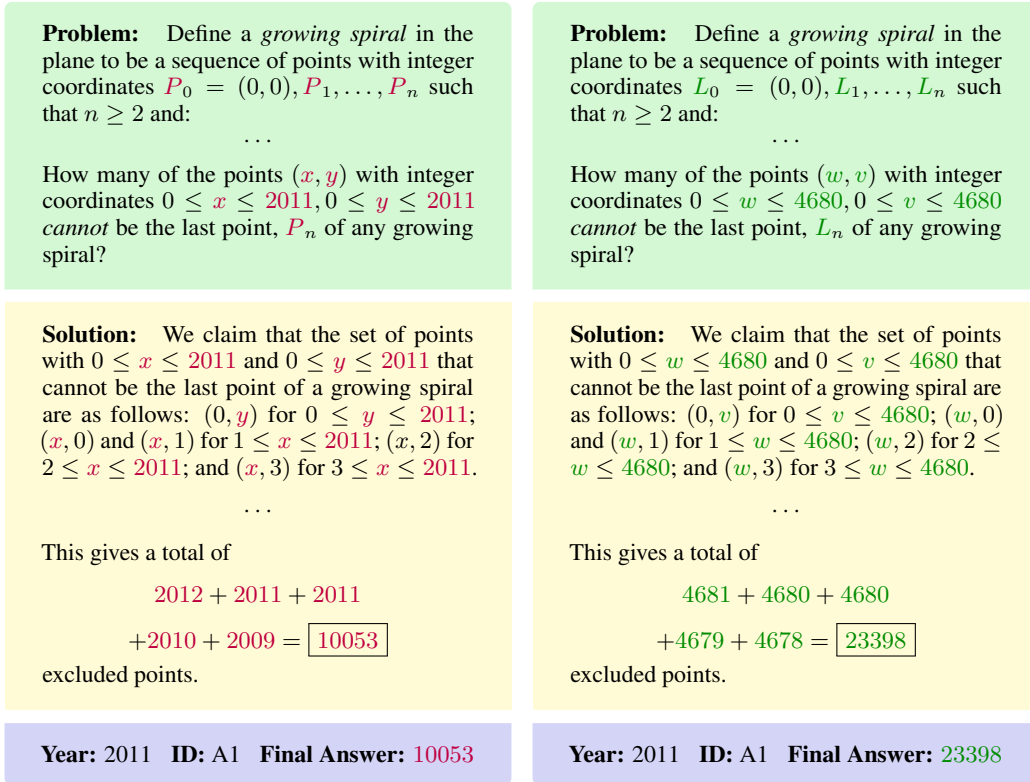 Problem: Define a growing spiral in the
plane to be a sequence of points with integer
coordinates P₀ = (0, 0), P₁, . . . , Pₙ such
that n ≥ 2 and:
· · ·
How many of the points (x, y) with integer
coordinates 0 ≤ x ≤ 2011, 0 ≤ y ≤ 2011
cannot be the last point, Pₙ of any growing
spiral?
Solution: We claim that the set of points
with 0 ≤ x ≤ 2011 and 0 ≤ y ≤ 2011 that
cannot be the last point of a growing spiral
are as follows: (0, y) for 0 ≤ y ≤ 2011;
(x, 0) and (x, 1) for 1 ≤ x ≤ 2011; (x, 2) for
2 ≤ x ≤ 2011; and (x, 3) for 3 ≤ x ≤ 2011.
· · ·
This gives a total of
2012 + 2011 + 2011
+2010 + 2009 = 10053
excluded points.
Year: 2011 ID: A1 Final Answer: 10053
Problem: Define a growing spiral in the
plane to be a sequence of points with integer
coordinates L₀ = (0, 0), L₁, . . . , Lₙ such
that n ≥ 2 and:
· · ·
How many of the points (w, v) with integer
coordinates 0 ≤ w ≤ 4680, 0 ≤ v ≤ 4680
cannot be the last point, Lₙ of any growing
spiral?
Solution: We claim that the set of points
with 0 ≤ w ≤ 4680 and 0 ≤ v ≤ 4680 that
cannot be the last point of a growing spiral are
as follows: (0, v) for 0 ≤ v ≤ 4680; (w, 0)
and (w, 1) for 1 ≤ w ≤ 4680; (w, 2) for 2 ≤
w ≤ 4680; and (w, 3) for 3 ≤ w ≤ 4680.
· · ·
This gives a total of
4681 + 4680 + 4680
+4679 + 4678 = 23398
excluded points.
Year: 2011 ID: A1 Final Answer: 23398